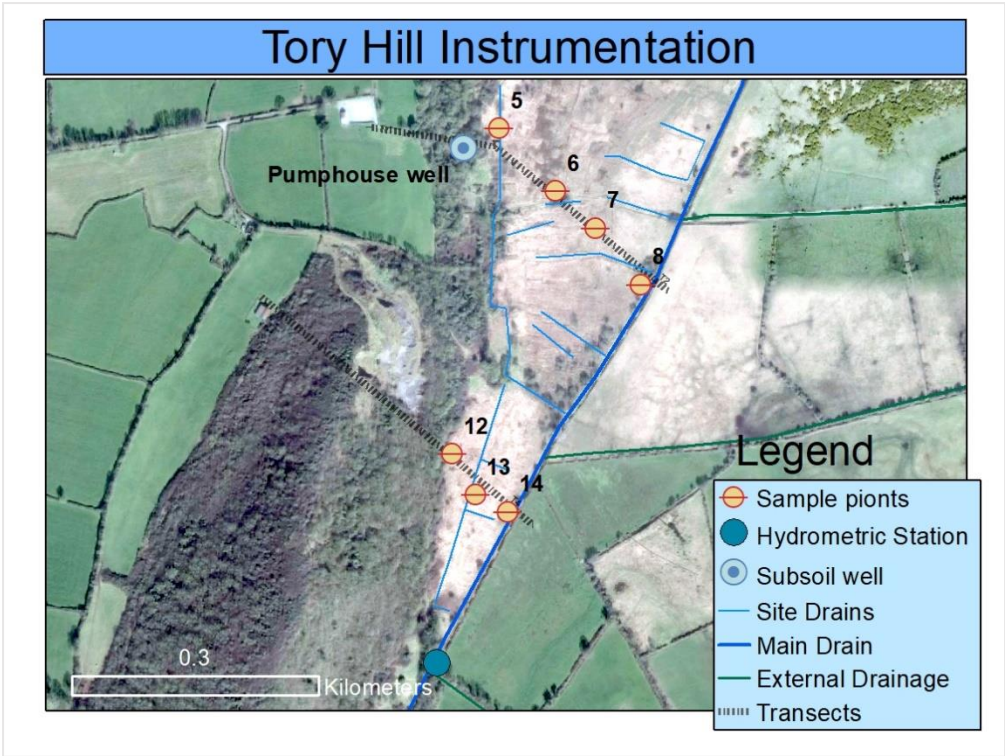 Tory Hill Instrumentation
5
6
Pumphouse well
7
8
12
13
14
0.3
Kilometers
Legend
Sample pionts
Hydrometric Station
Subsoil well
Site Drains
Main Drain
External Drainage
Transects